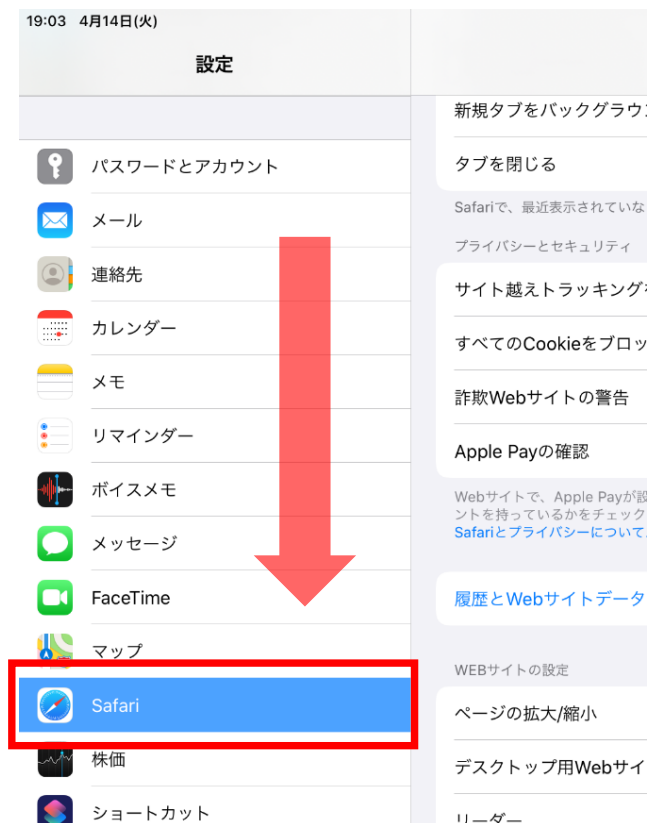 19:03 4月14日(火)
設定
パスワードとアカウント
メール
連絡先
カレンダー
メモ
リマインダー
ボイスメモ
メッセージ
FaceTime
マップ
Safari
株価
ショートカット
新規タブをバックグラウ
タブを閉じる
Safariで、最近表示されていな
プライバシーとセキュリティ
サイト越えトラッキング
すべてのCookieをブロッ
詐欺Webサイトの警告
Apple Payの確認
Webサイトで、Apple Payが設
ントを持っているかをチェック
Safariとプライバシーについて
履歴とWebサイトデータ
WEBサイトの設定
ページの拡大/縮小
デスクトップ用Webサイ
リーダー